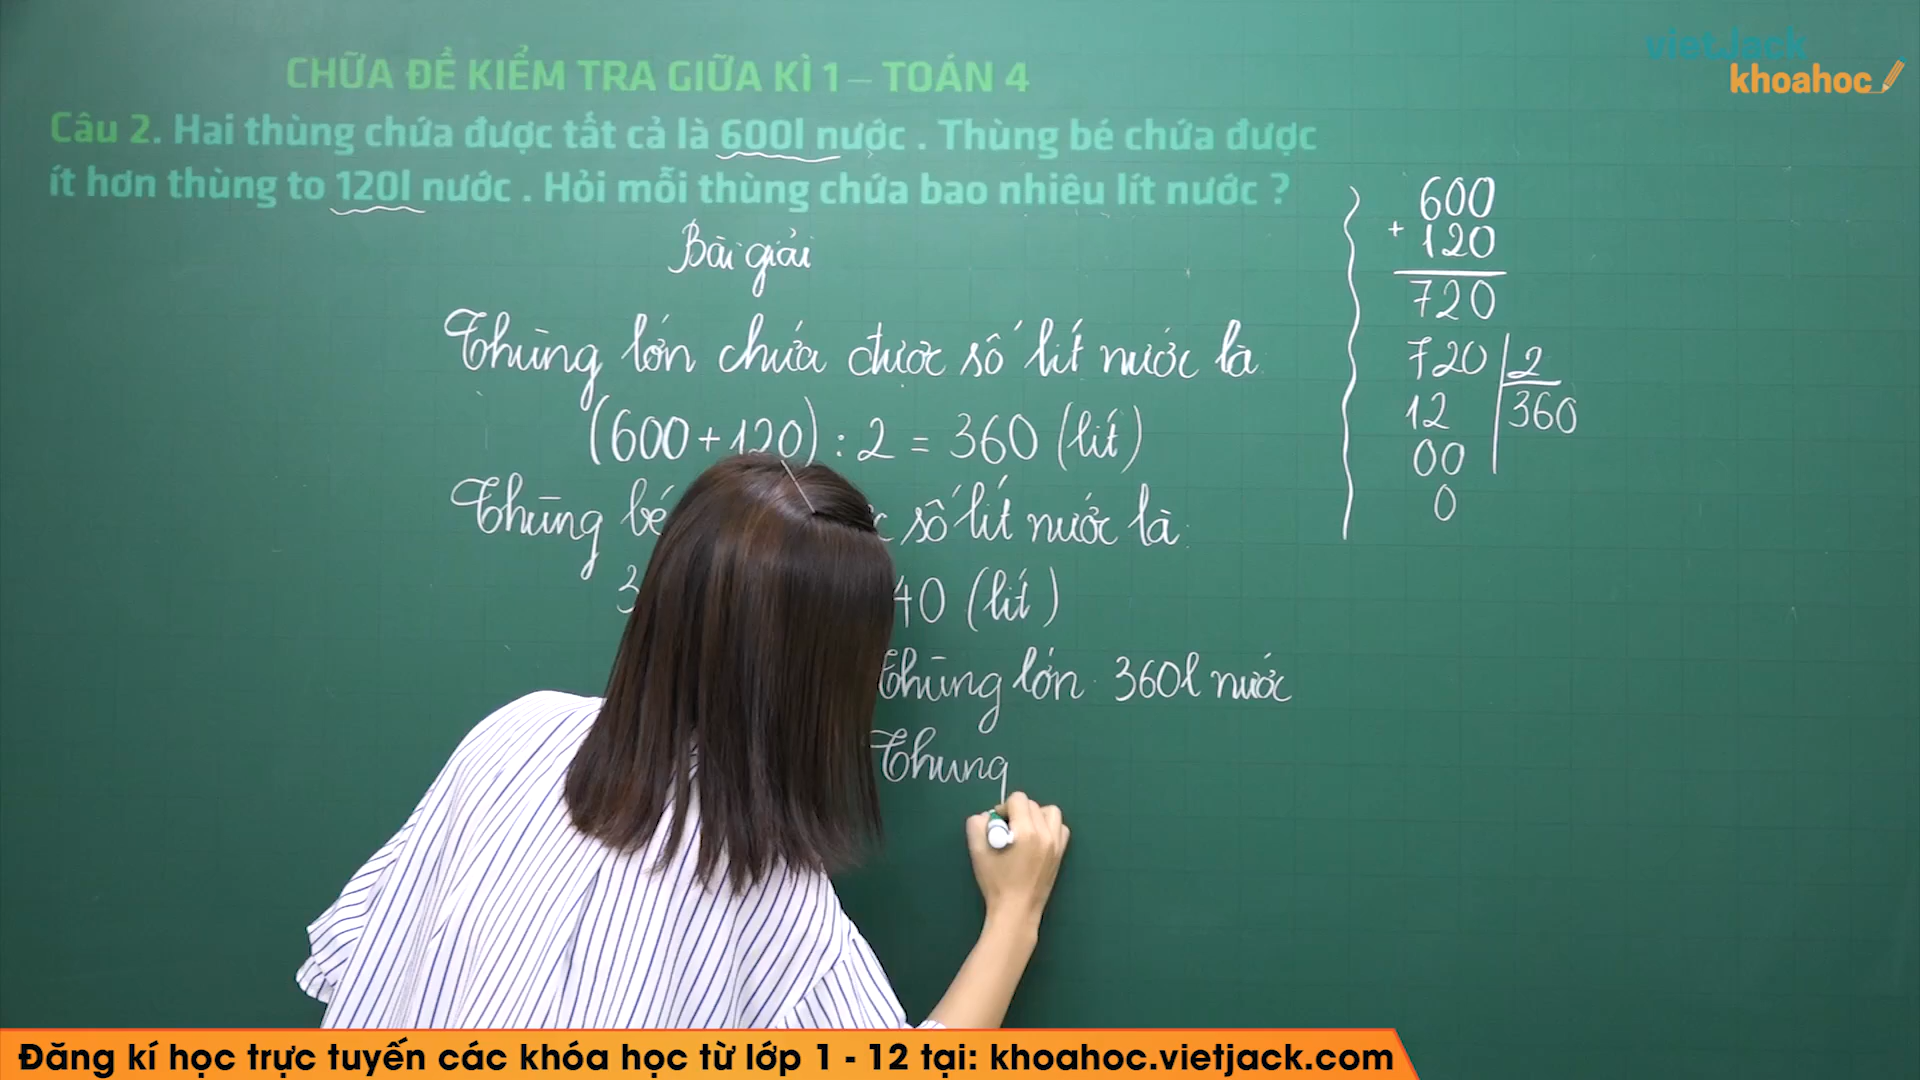 vietJack
khoahoc
CHỮA ĐỀ KIỂM TRA GIỮA KÌ 1 – TOÁN 4
Câu 2. Hai thùng chứa được tất cả là 600l nước . Thùng bé chứa được
ít hơn thùng to 120l nước . Hỏi mỗi thùng chứa bao nhiêu lít nước ?
Bài giải
Thùng lớn chứa được số lít nước là
(600 + 120) : 2 = 360 (lít)
Thùng bé số lít nước là:
40 (lít)
Thùng lớn 360l nước
Thung
600
+ 120
720
720 2
12 360
00
0
Đăng kí học trực tuyến các khóa học từ lớp 1 - 12 tại: khoahoc.vietjack.com